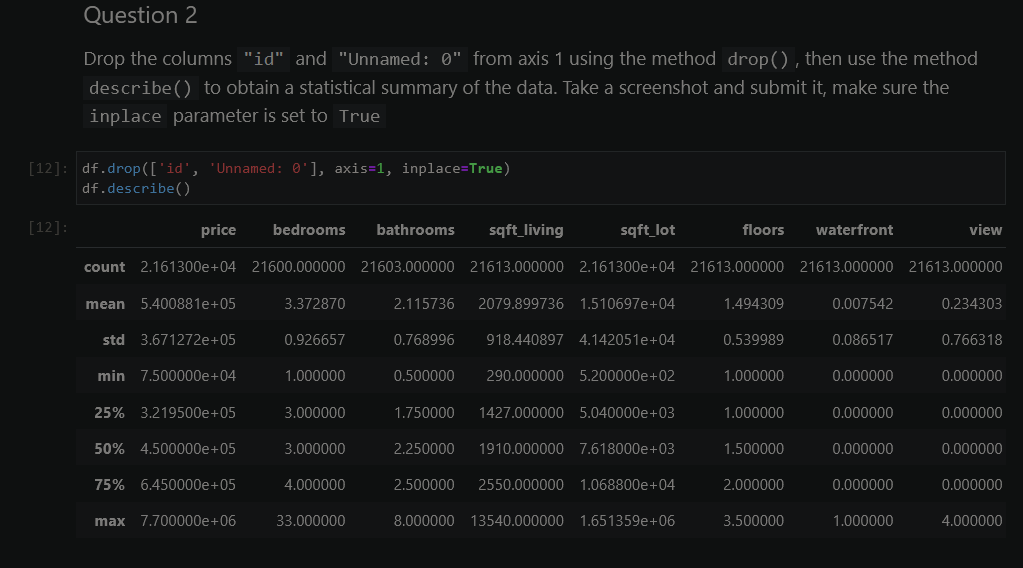 Question 2
Drop the columns "id" and "Unnamed: 0" from axis 1 using the method drop(), then use the method
describe() to obtain a statistical summary of the data. Take a screenshot and submit it, make sure the
inplace parameter is set to True
[12]: df.drop(['id', 'Unnamed: 0'], axis=1, inplace=True)
df.describe()
[12]:
price bedrooms bathrooms sqft_living sqft_lot floors waterfront view
count 2.161300e+04 21600.000000 21603.000000 21613.000000 2.161300e+04 21613.000000 21613.000000 21613.000000
mean 5.400881e+05 3.372870 2.115736 2079.899736 1.510697e+04 1.494309 0.007542 0.234303
std 3.671272e+05 0.926657 0.768996 918.440897 4.142051e+04 0.539989 0.086517 0.766318
min 7.500000e+04 1.000000 0.500000 290.000000 5.200000e+02 1.000000 0.000000 0.000000
25% 3.219500e+05 3.000000 1.750000 1427.000000 5.040000e+03 1.000000 0.000000 0.000000
50% 4.500000e+05 3.000000 2.250000 1910.000000 7.618000e+03 1.500000 0.000000 0.000000
75% 6.450000e+05 4.000000 2.500000 2550.000000 1.068800e+04 2.000000 0.000000 0.000000
max 7.700000e+06 33.000000 8.000000 13540.000000 1.651359e+06 3.500000 1.000000 4.000000